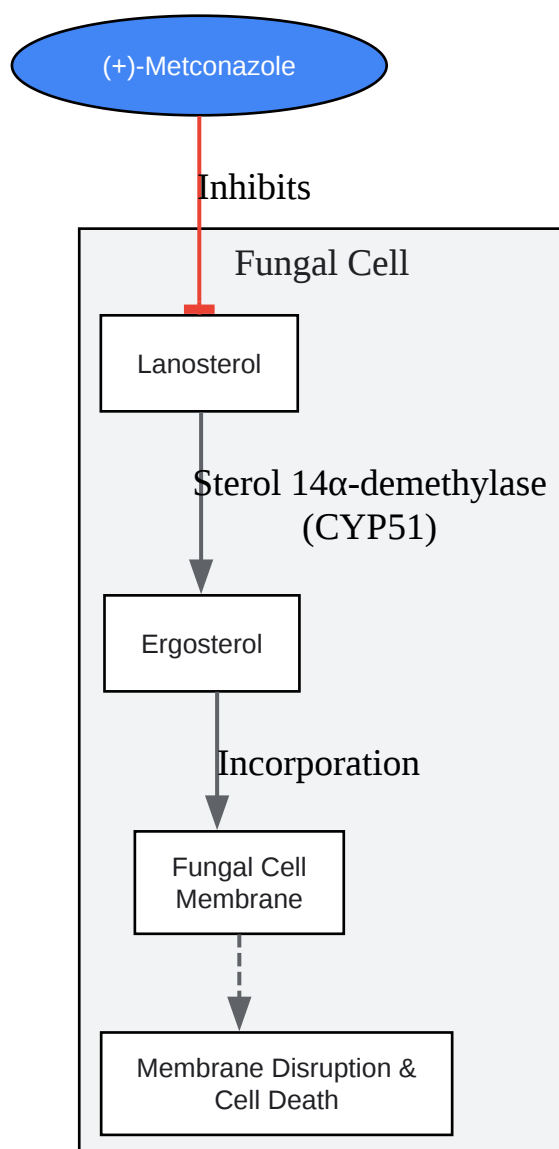 (+)-Metconazole
Inhibits
Fungal Cell
Lanosterol
Sterol 14α-demethylase
(CYP51)
Ergosterol
Incorporation
Fungal Cell
Membrane
Membrane Disruption &
Cell Death